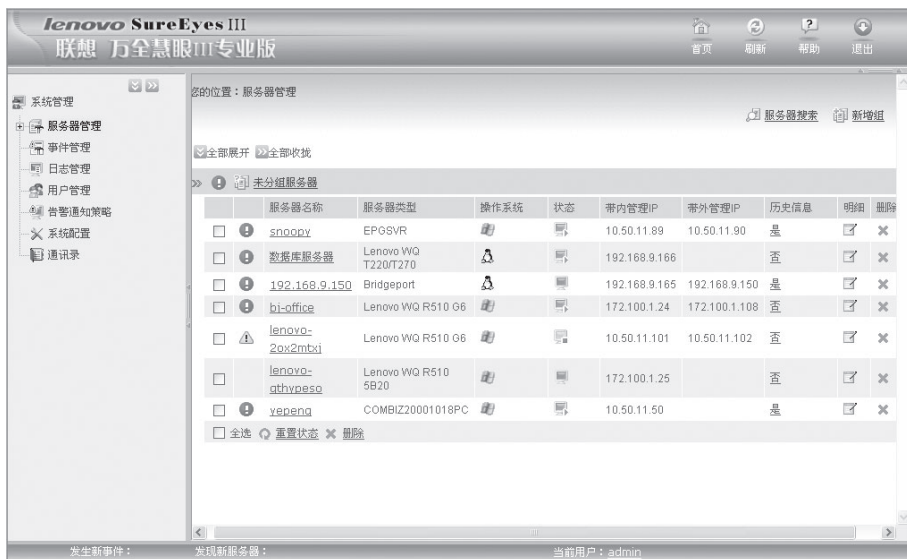 lenovo SureEyes III
联想 万全慧眼III专业版
首页 刷新 帮助 退出
系统管理
服务器管理
事件管理
日志管理
用户管理
告警通知策略
系统配置
通讯录
您的位置：服务器管理
服务器搜索 新增组
全部展开 全部收拢
未分组服务器
服务器名称 服务器类型 操作系统 状态 带内管理IP 带外管理IP 历史信息 明细 删除
snoopy EPGSVR 10.50.11.89 10.50.11.90 是
数据库服务器 Lenovo WQ T220/T270 192.168.9.166 否
192.168.9.150 Bridgeport 192.168.9.165 192.168.9.150 是
bj-office Lenovo WQ R510 G6 172.100.1.24 172.100.1.108 否
lenovo-2ox2mtxj Lenovo WQ R510 G6 10.50.11.101 10.50.11.102 否
lenovo-qthypeso Lenovo WQ R510 5B20 172.100.1.25 否
yepeng COMBIZ20001018PC 10.50.11.50 是
全选 重置状态 删除
发生新事件： 发现新服务器： 当前用户：admin